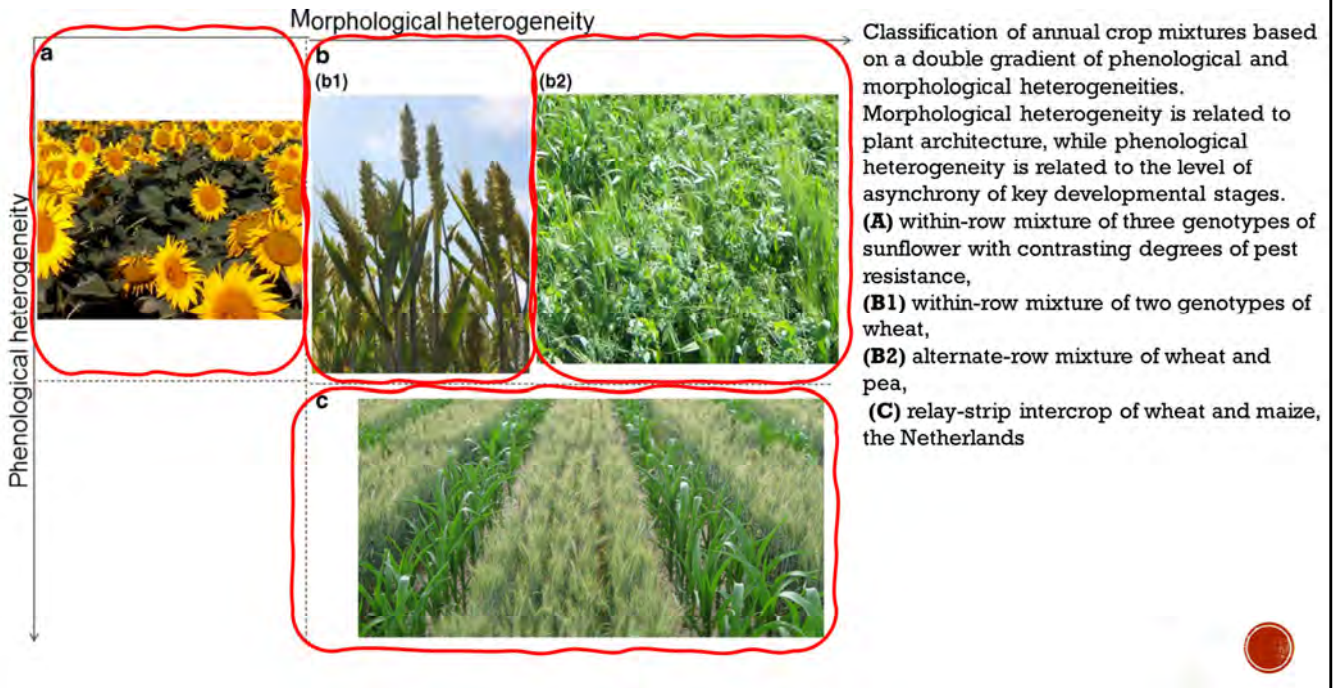 Morphological heterogeneity
Phenological heterogeneity
a
b
(b1)
(b2)
c
Classification of annual crop mixtures based
on a double gradient of phenological and
morphological heterogeneities.
Morphological heterogeneity is related to
plant architecture, while phenological
heterogeneity is related to the level of
asynchrony of key developmental stages.
(A) within-row mixture of three genotypes of
sunflower with contrasting degrees of pest
resistance,
(B1) within-row mixture of two genotypes of
wheat,
(B2) alternate-row mixture of wheat and
pea,
(C) relay-strip intercrop of wheat and maize,
the Netherlands